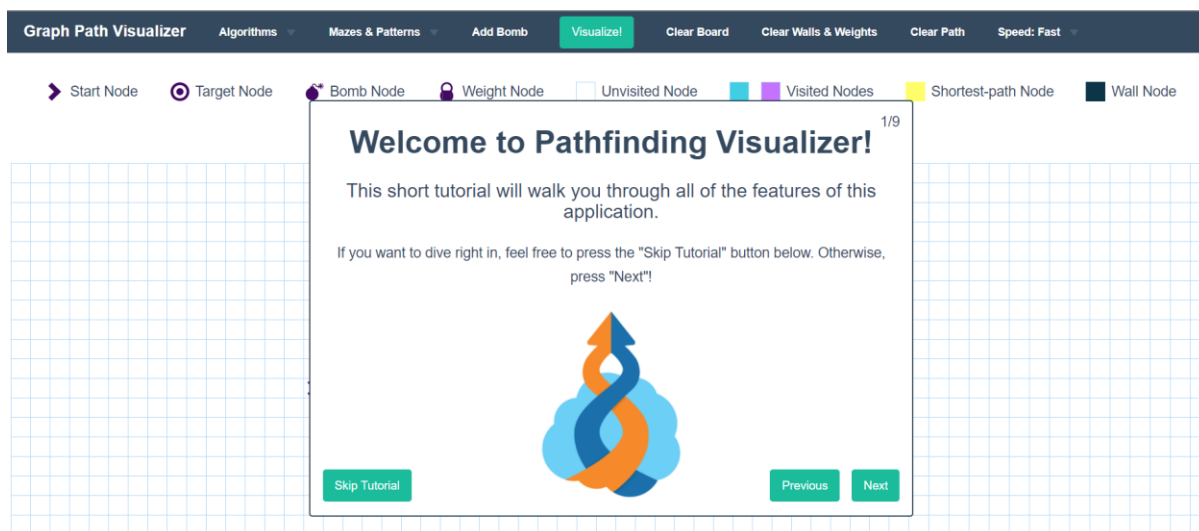 Graph Path Visualizer Algorithms Mazes & Patterns Add Bomb Visualize! Clear Board Clear Walls & Weights Clear Path Speed: Fast
Start Node Target Node Bomb Node Weight Node Unvisited Node Visited Nodes Shortest-path Node Wall Node
1/9
Welcome to Pathfinding Visualizer!
This short tutorial will walk you through all of the features of this
application.
If you want to dive right in, feel free to press the "Skip Tutorial" button below. Otherwise,
press "Next"!
Skip Tutorial Previous Next